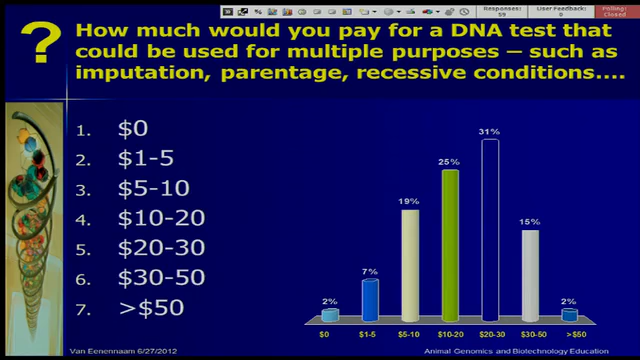 Responses: User Feedback: Polling:
59 0 Closed
? How much would you pay for a DNA test that
could be used for multiple purposes – such as
imputation, parentage, recessive conditions....
1. $0
2. $1-5
3. $5-10
4. $10-20
5. $20-30
6. $30-50
7. >$50
2% 7% 19% 25% 31% 15% 2%
$0 $1-5 $5-10 $10-20 $20-30 $30-50 >$50
Van Eenennaam 6/27/2012 Animal Genomics and Biotechnology Education